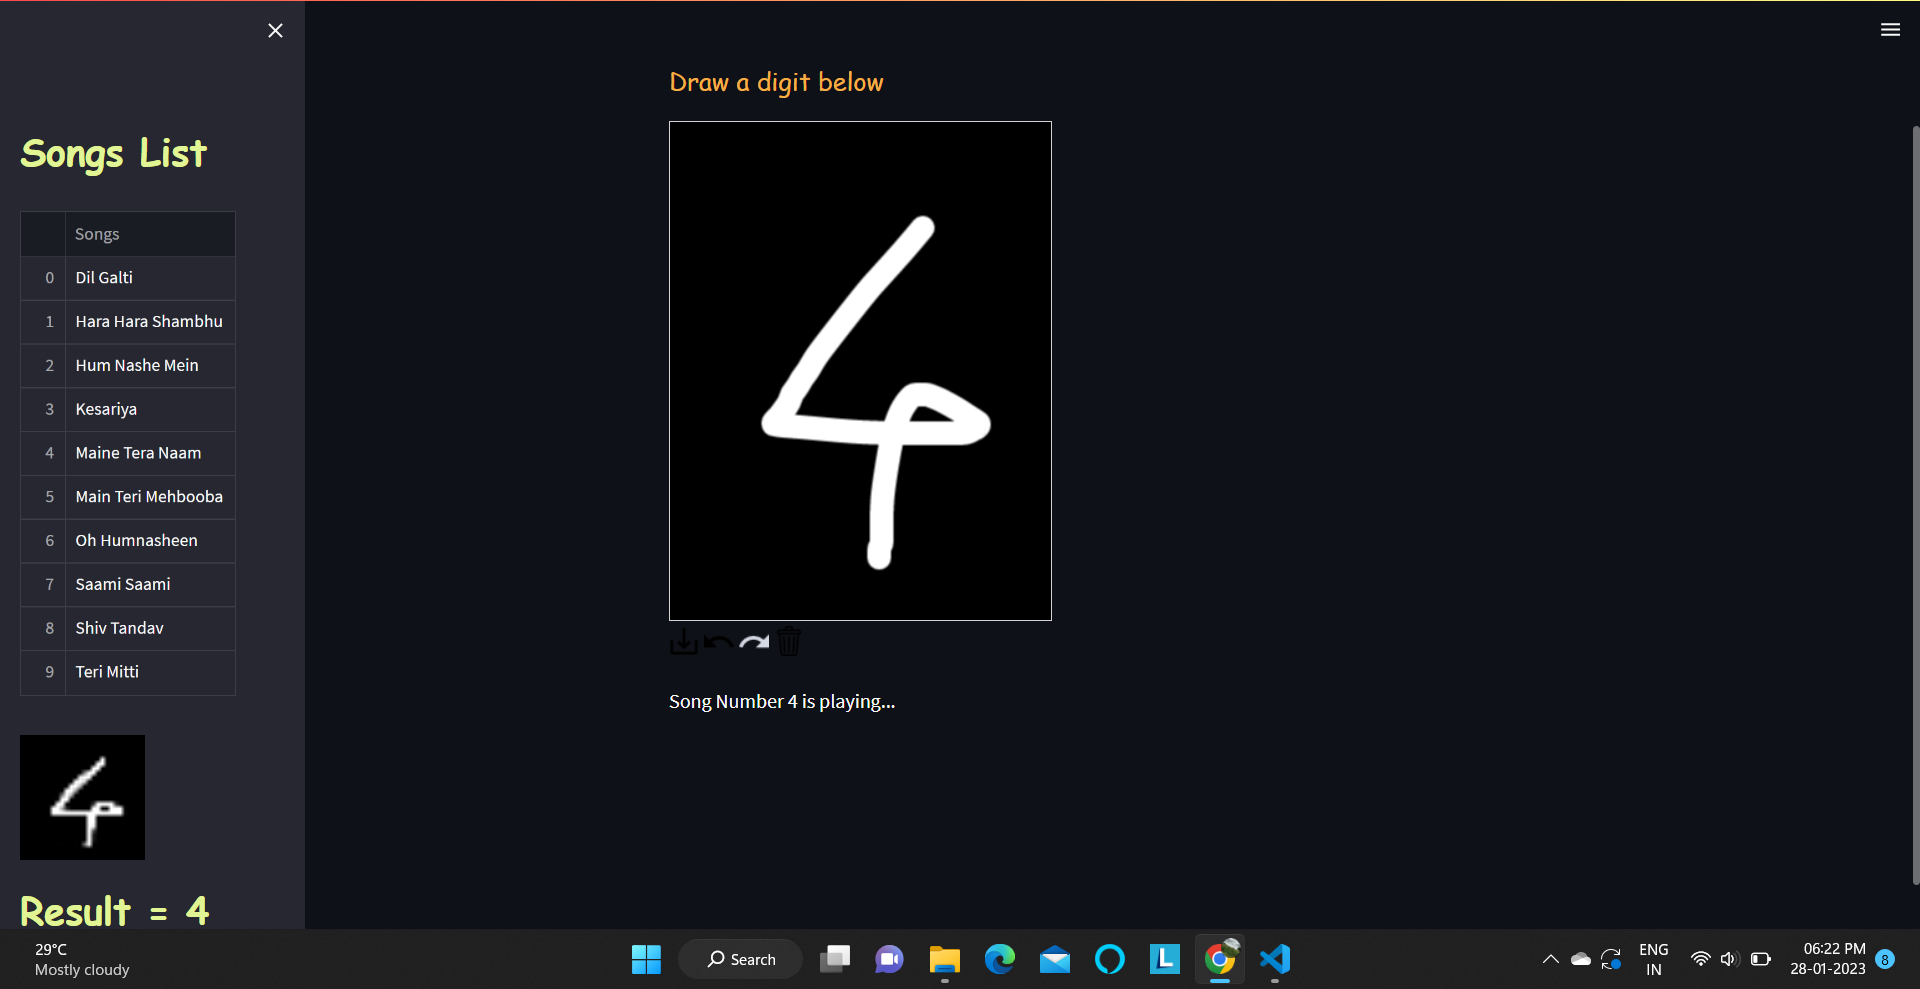 Songs List
Songs
0 Dil Galti
1 Hara Hara Shambhu
2 Hum Nashe Mein
3 Kesariya
4 Maine Tera Naam
5 Main Teri Mehbooba
6 Oh Humnasheen
7 Saami Saami
8 Shiv Tandav
9 Teri Mitti
4
Result = 4
Draw a digit below
4
Song Number 4 is playing...
29°C
Mostly cloudy
Search
L
ENG
IN
06:22 PM
28-01-2023
8